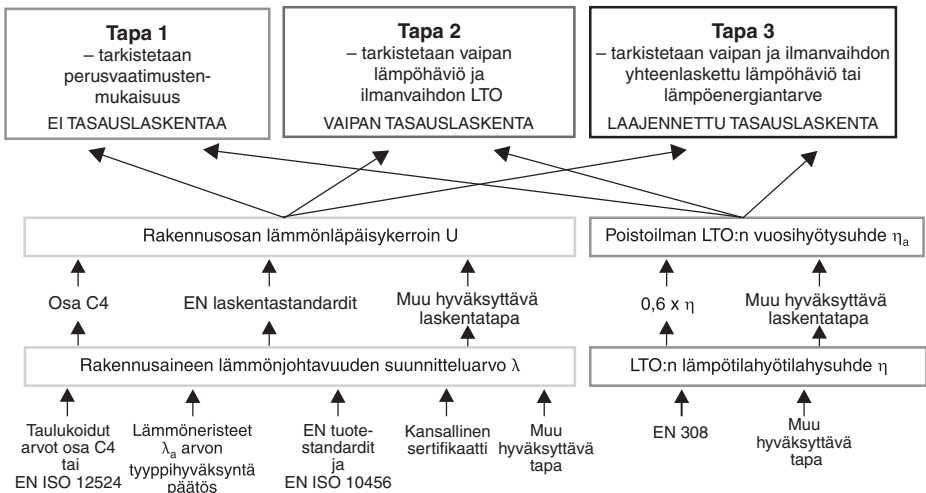 Tapa 1
– tarkistetaan
perusvaatimusten-
mukaisuus
EI TASAUSLASKENTAA
Tapa 2
– tarkistetaan vaipan
lämpöhäviö ja
ilmanvaihdon LTO
VAIPAN TASAUSLASKENTA
Tapa 3
– tarkistetaan vaipan ja ilmanvaihdon
yhteenlaskettu lämpöhäviö tai
lämpöenergiantarve
LAAJENNETTU TASAUSLASKENTA
Rakennusosan lämmönläpäisykerroin U
Poistoilman LTO:n vuosihyötysuhde ηa
Osa C4
EN laskentastandardit
Muu hyväksyttävä
laskentatapa
0,6 x η
Muu hyväksyttävä
laskentatapa
Rakennusaineen lämmönjohtavuuden suunnitteluarvo λ
LTO:n lämpötilahyötilahysuhde η
Taulukoidut
arvot osa C4
tai
EN ISO 12524
Lämmöneristeet
λa arvon
tyyppihyväksyntä
päätös
EN tuote-
standardit
ja
EN ISO 10456
Kansallinen
sertifikaatti
Muu
hyväksyttävä
tapa
EN 308
Muu
hyväksyttävä
tapa